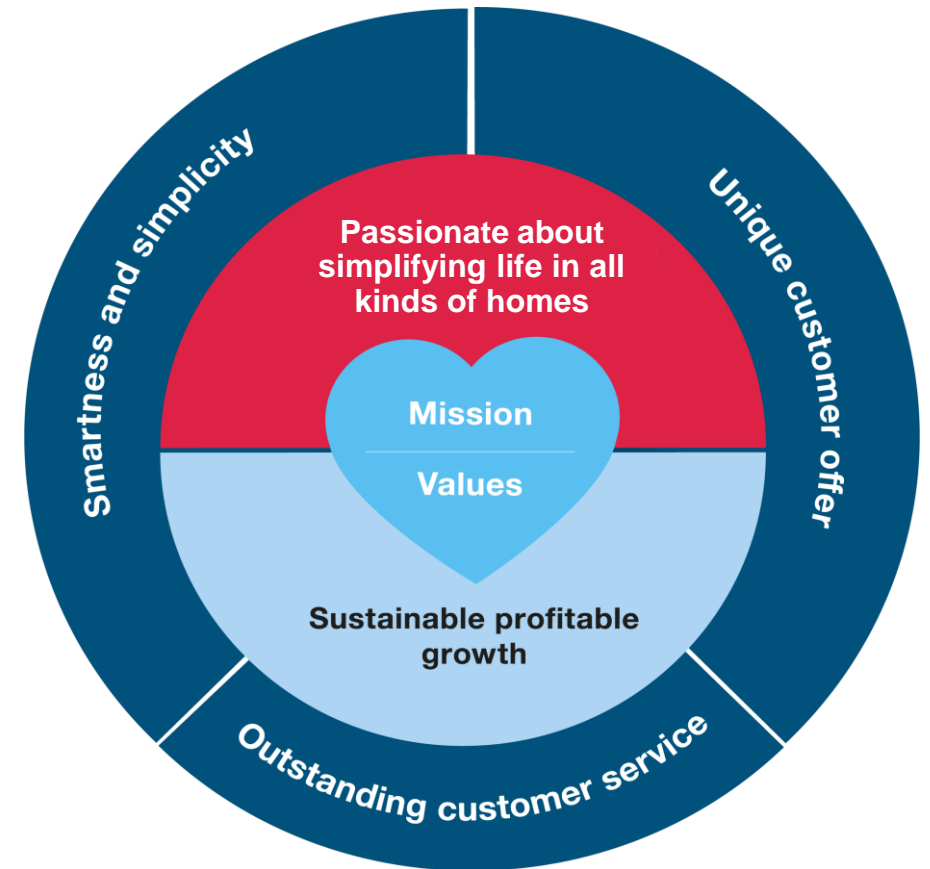 Smartness and simplicity
Unique customer offer
Passionate about
simplifying life in all
kinds of homes
Mission
Values
Sustainable profitable
growth
Outstanding customer service